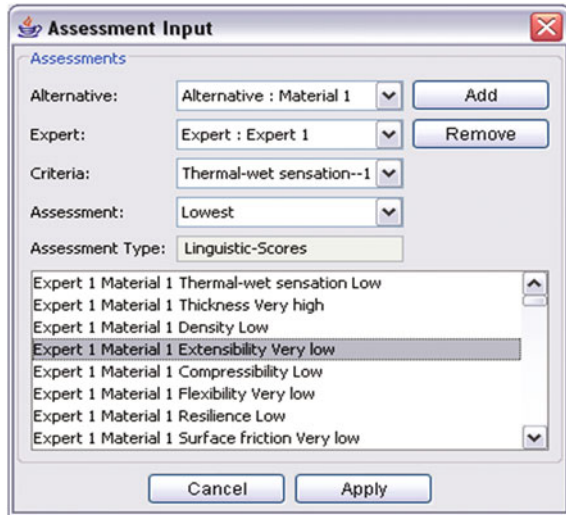 Assessment Input
Assessments
Alternative: Alternative : Material 1 Add
Expert: Expert : Expert 1 Remove
Criteria: Thermal-wet sensation--1
Assessment: Lowest
Assessment Type: Linguistic-Scores
Expert 1 Material 1 Thermal-wet sensation Low
Expert 1 Material 1 Thickness Very high
Expert 1 Material 1 Density Low
Expert 1 Material 1 Extensibility Very low
Expert 1 Material 1 Compressibility Low
Expert 1 Material 1 Flexibility Very low
Expert 1 Material 1 Resilience Low
Expert 1 Material 1 Surface friction Very low
Cancel Apply